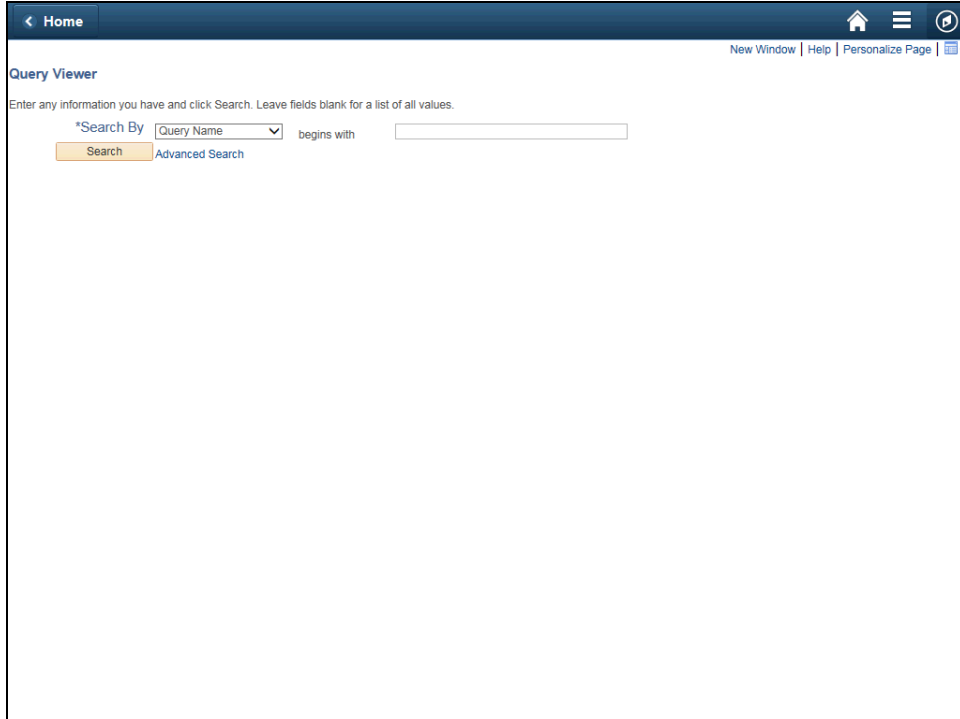 Home
New Window | Help | Personalize Page |
Query Viewer
Enter any information you have and click Search. Leave fields blank for a list of all values.
*Search By Query Name begins with
Search Advanced Search